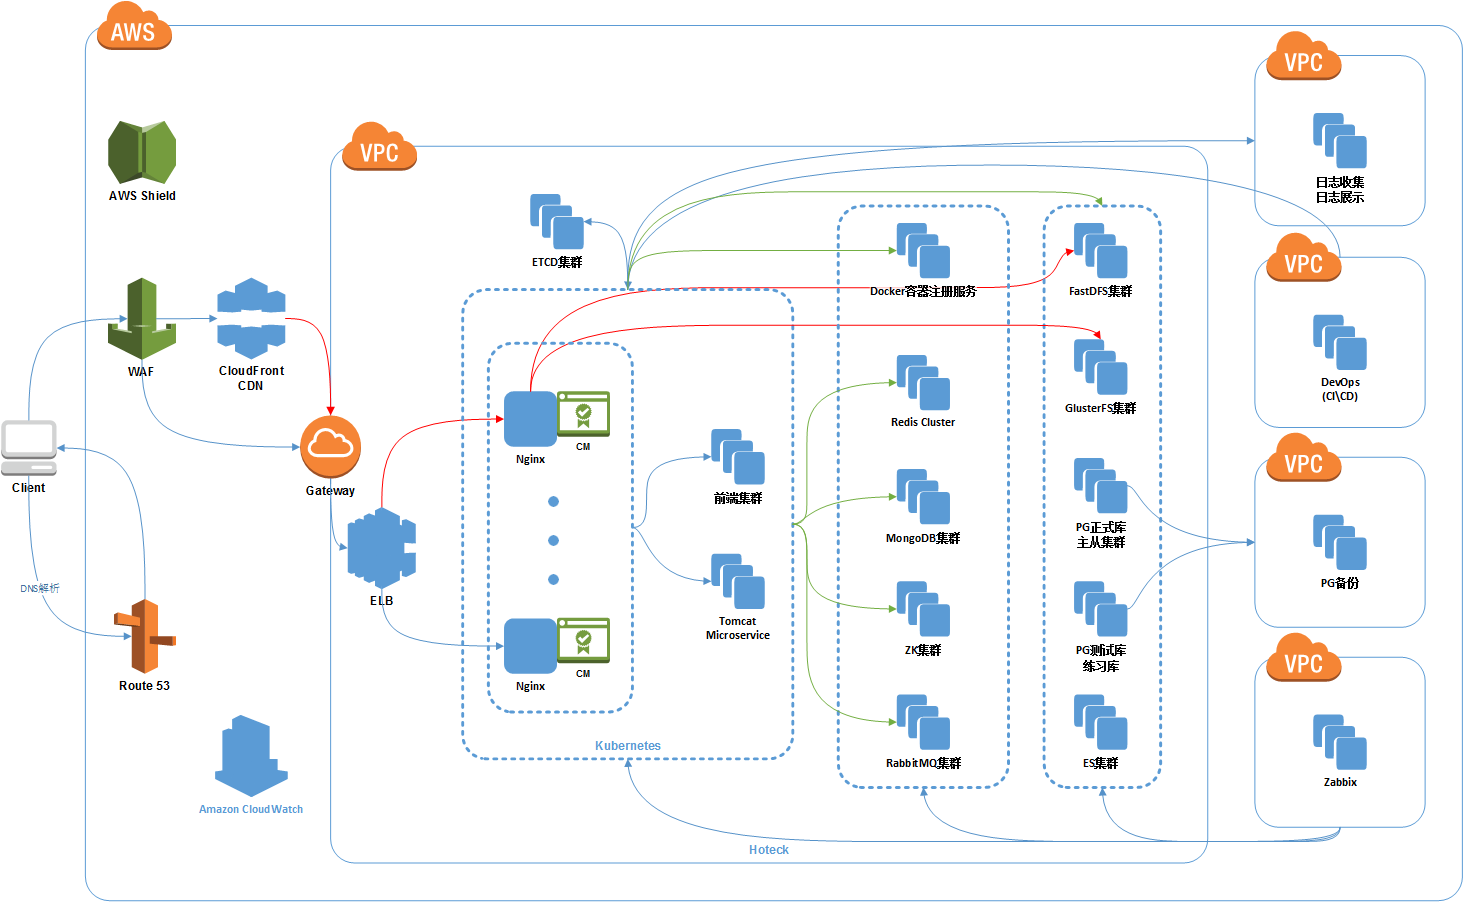 AWS
VPC
AWS Shield
VPC
日志收集
日志展示
ETCD集群
Docker容器注册服务
FastDFS集群
VPC
WAF
CloudFront
CDN
DevOps
(CI\CD)
Redis Cluster
GlusterFS集群
Nginx
CM
Client
Gateway
前端集群
VPC
MongoDB集群
PG正式库
主从集群
PG备份
DNS解析
ELB
Tomcat
Microservice
ZK集群
PG测试库
练习库
Route 53
Nginx
CM
VPC
Kubernetes
RabbitMQ集群
ES集群
Zabbix
Amazon CloudWatch
Hoteck